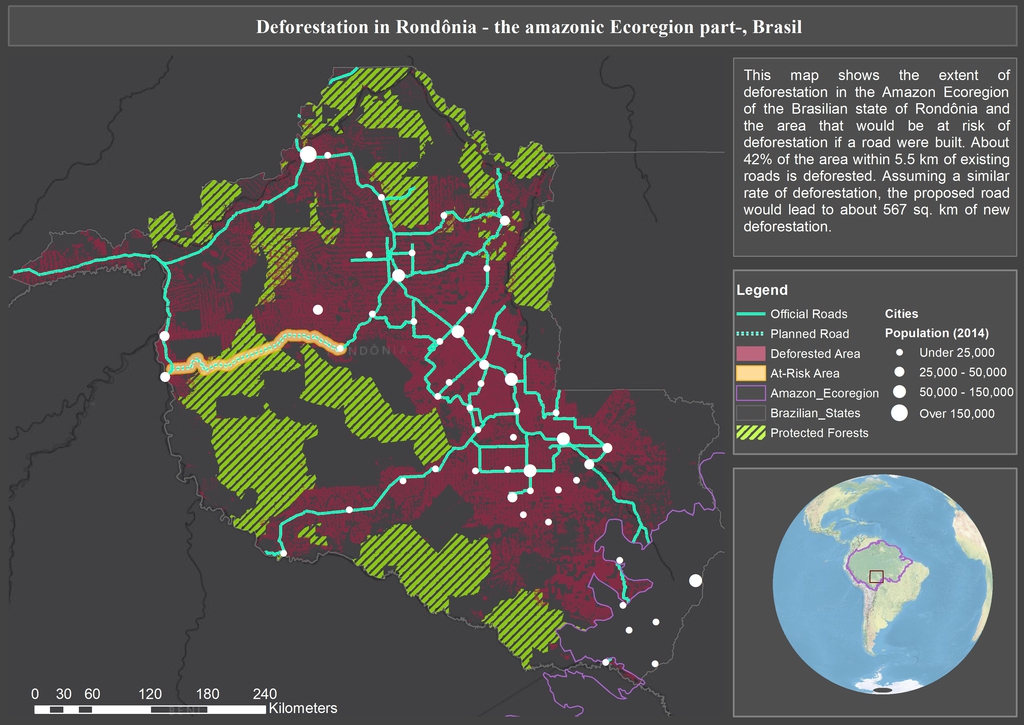 Deforestation in Rondônia - the amazonic Ecoregion part-, Brasil
This map shows the extent of
deforestation in the Amazon Ecoregion
of the Brasilian state of Rondônia and
the area that would be at risk of
deforestation if a road were built. About
42% of the area within 5.5 km of existing
roads is deforested. Assuming a similar
rate of deforestation, the proposed road
would lead to about 567 sq. km of new
deforestation.
Legend
Official Roads
Planned Road
Deforested Area
At-Risk Area
Amazon_Ecoregion
Brazilian_States
Protected Forests
Cities
Population (2014)
Under 25,000
25,000 - 50,000
50,000 - 150,000
Over 150,000
NDÔNIA
0 30 60 120 180 240
Kilometers